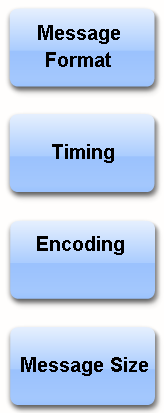 Message
Format
Timing
Encoding
Message Size